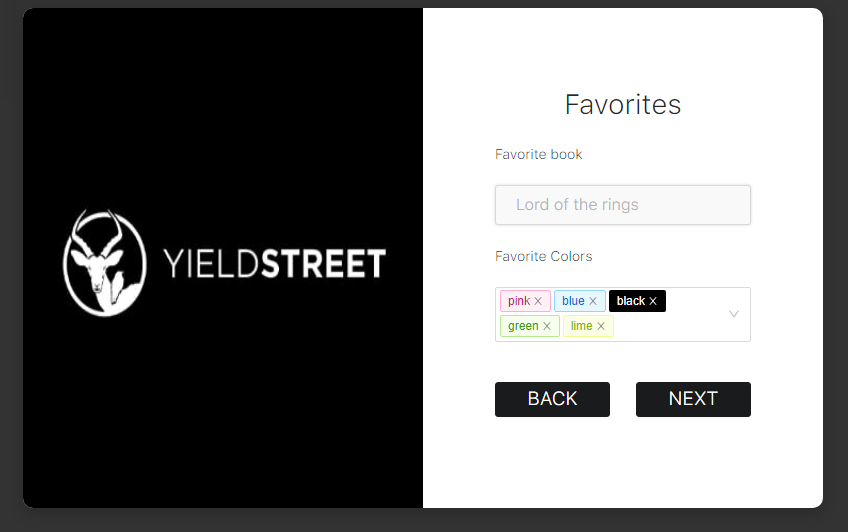 YIELDSTREET
Favorites
Favorite book
Lord of the rings
Favorite Colors
pink blue black
green lime
BACK NEXT